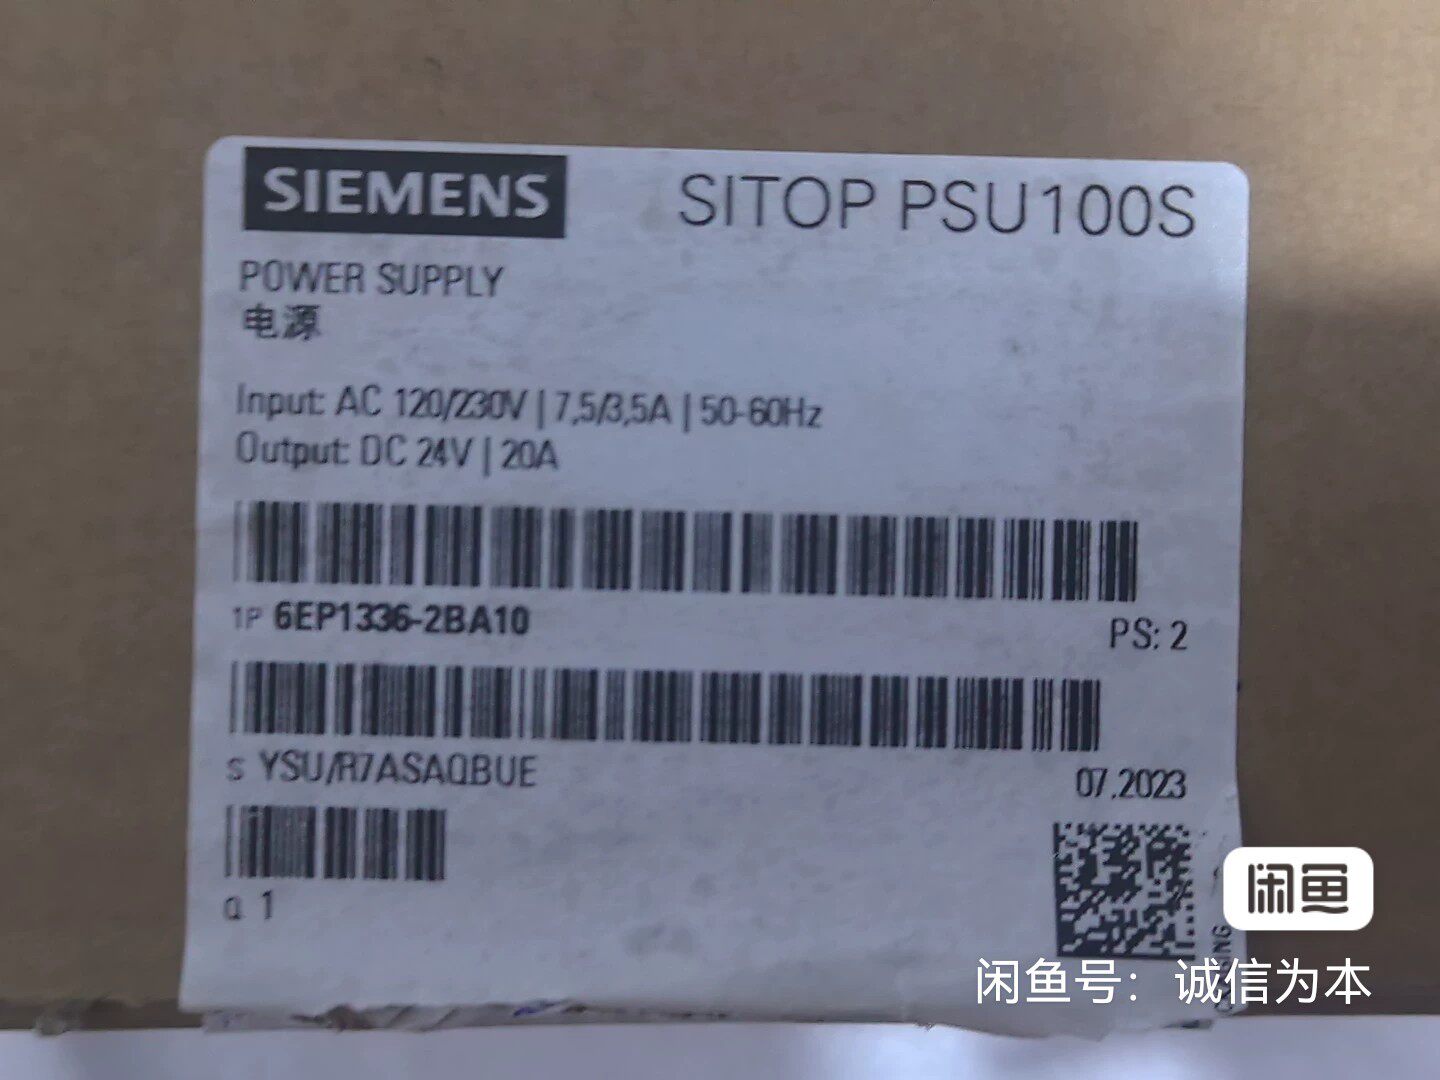 SIEMENS
SITOP PSU100S
POWER SUPPLY
电源
Input: AC 120/230V | 7,5/3,5A | 50-60Hz
Output: DC 24V | 20A
1P 6EP1336-2BA10
PS: 2
S YSU/R7ASAQBUE
07.2023
Q 1
闲鱼
闲鱼号：诚信为本